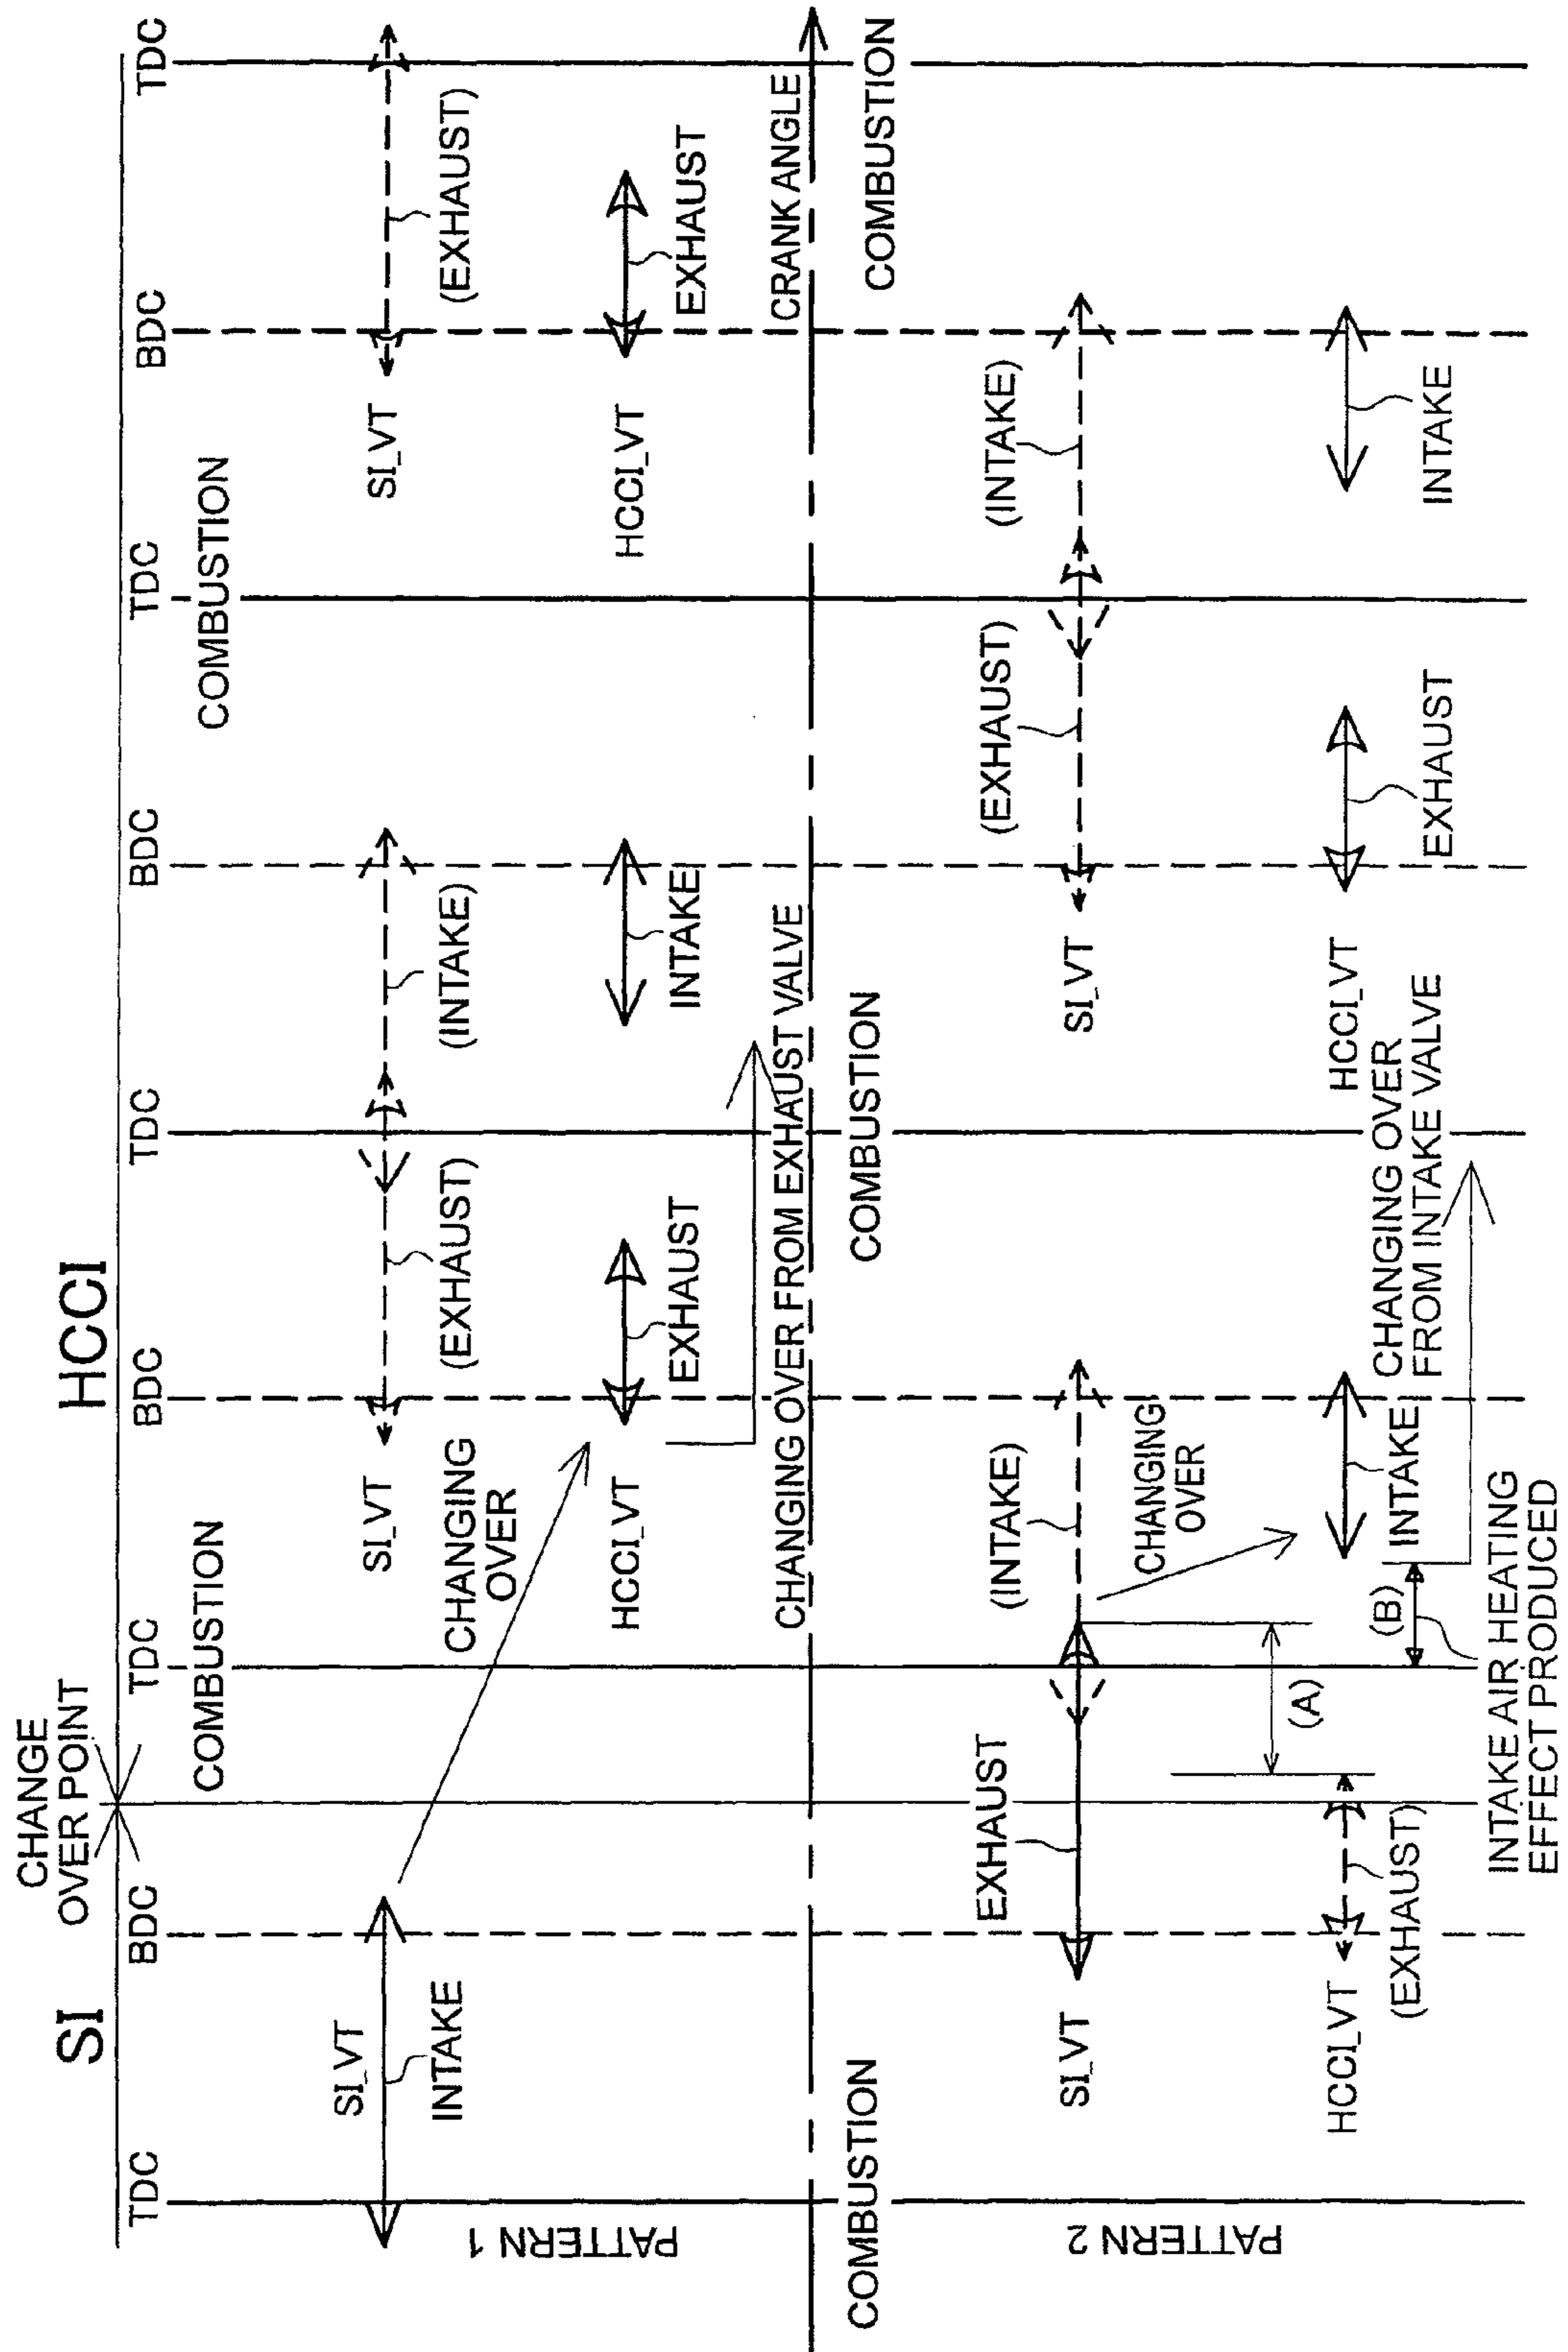 SI
CHANGE
OVER POINT
HCCI
TDC
BDC
TDC
BDC
TDC
BDC
TDC
BDC
TDC
PATTERN 1
SI_VT
INTAKE
COMBUSTION
CHANGING
OVER
SI_VT
(EXHAUST)
(INTAKE)
HCCI_VT
EXHAUST
INTAKE
CHANGING OVER FROM EXHAUST VALVE
COMBUSTION
SI_VT
(EXHAUST)
HCCI_VT
EXHAUST
CRANK ANGLE
PATTERN 2
COMBUSTION
COMBUSTION
COMBUSTION
SI_VT
EXHAUST
(INTAKE)
CHANGING
OVER
HCCI_VT
(EXHAUST)
(A)
(B)
INTAKE
INTAKE AIR HEATING
EFFECT PRODUCED
CHANGING OVER
FROM INTAKE VALVE
SI_VT
(EXHAUST)
(INTAKE)
HCCI_VT
EXHAUST
INTAKE